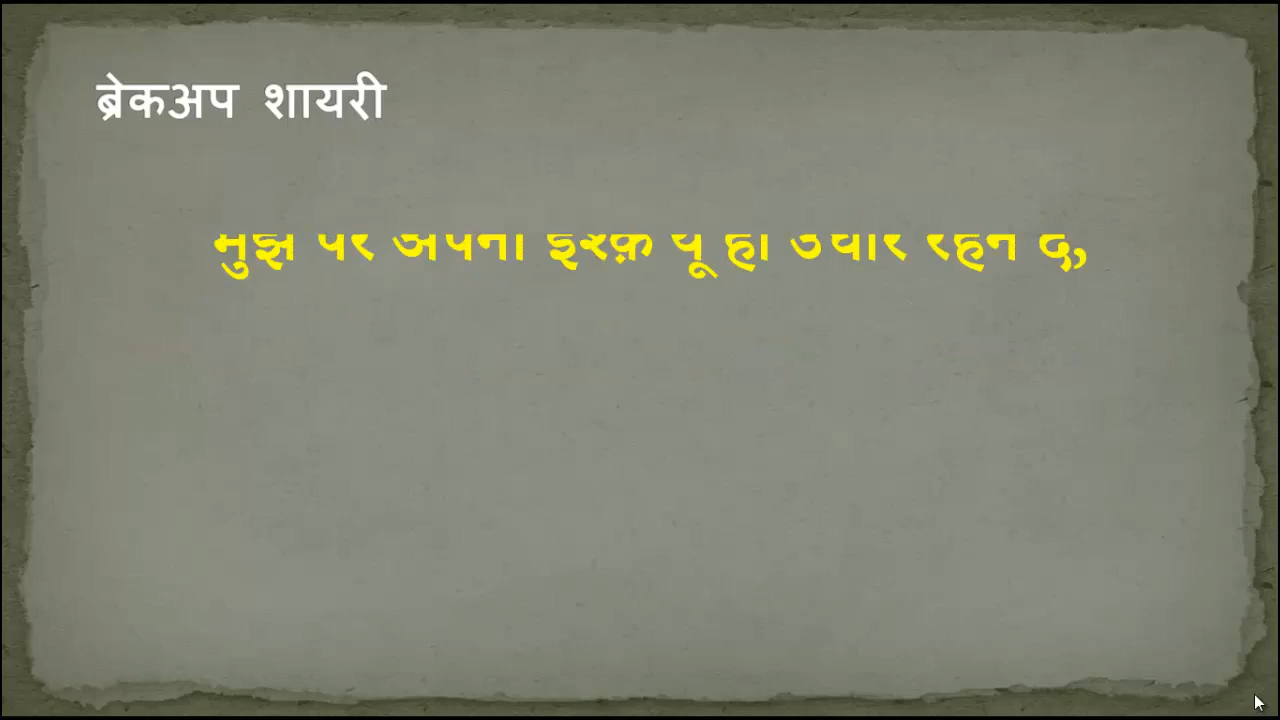 ब्रेकअप शायरी
मुझ पर अपना इश्क़ यूँ ही उधार रहने दे,